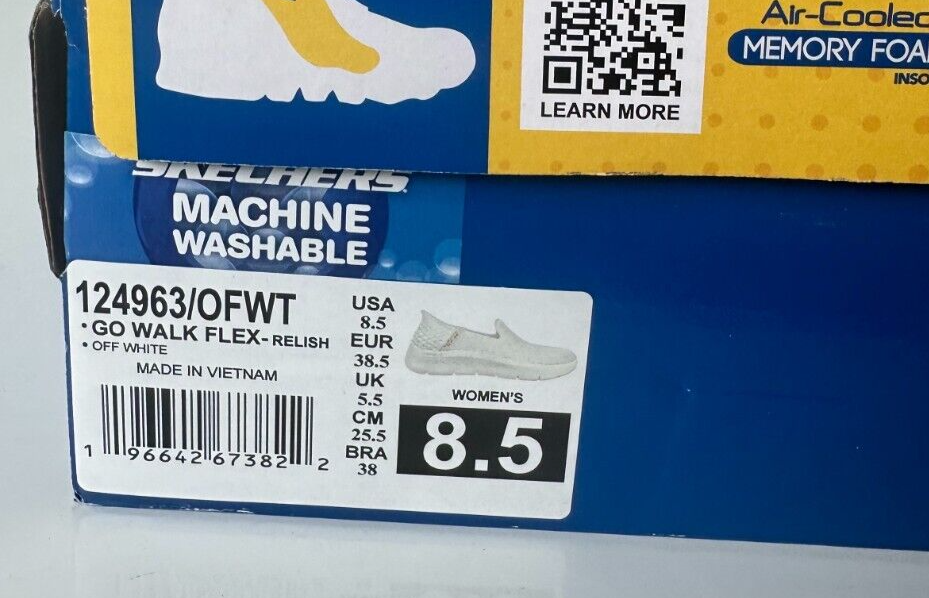 Air-Cooled
MEMORY FOAM
LEARN MORE
SKECHERS
MACHINE
WASHABLE
124963/OFWT
• GO WALK FLEX- RELISH
• OFF WHITE
MADE IN VIETNAM
1 96642 67382 2
USA
8.5
EUR
38.5
UK
5.5
CM
25.5
BRA
38
WOMEN'S
8.5